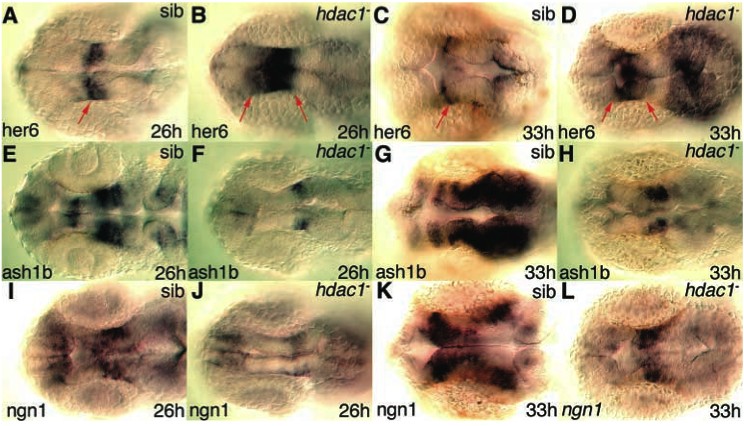 A sib B hdac1- C sib D hdac1-
her6 26h her6 26h her6 33h her6 33h
E sib F hdac1- G sib H hdac1-
ash1b 26h ash1b 26h ash1b 33h ash1b 33h
I sib J hdac1- K sib L hdac1-
ngn1 26h ngn1 26h ngn1 33h ngn1 33h